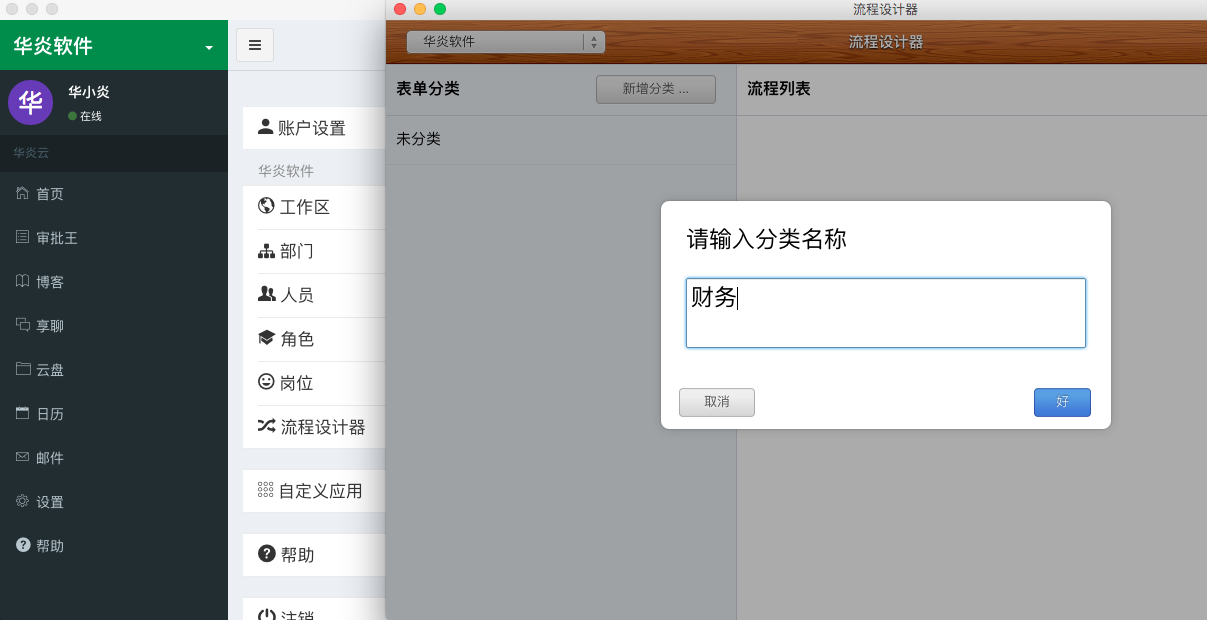 华炎软件
华
华小炎
在线
华炎云
首页
审批王
博客
享聊
云盘
日历
邮件
设置
帮助
账户设置
华炎软件
工作区
部门
人员
角色
岗位
流程设计器
自定义应用
帮助
注销
流程设计器
华炎软件
流程设计器
表单分类
新增分类 ...
流程列表
未分类
请输入分类名称
财务
取消
好